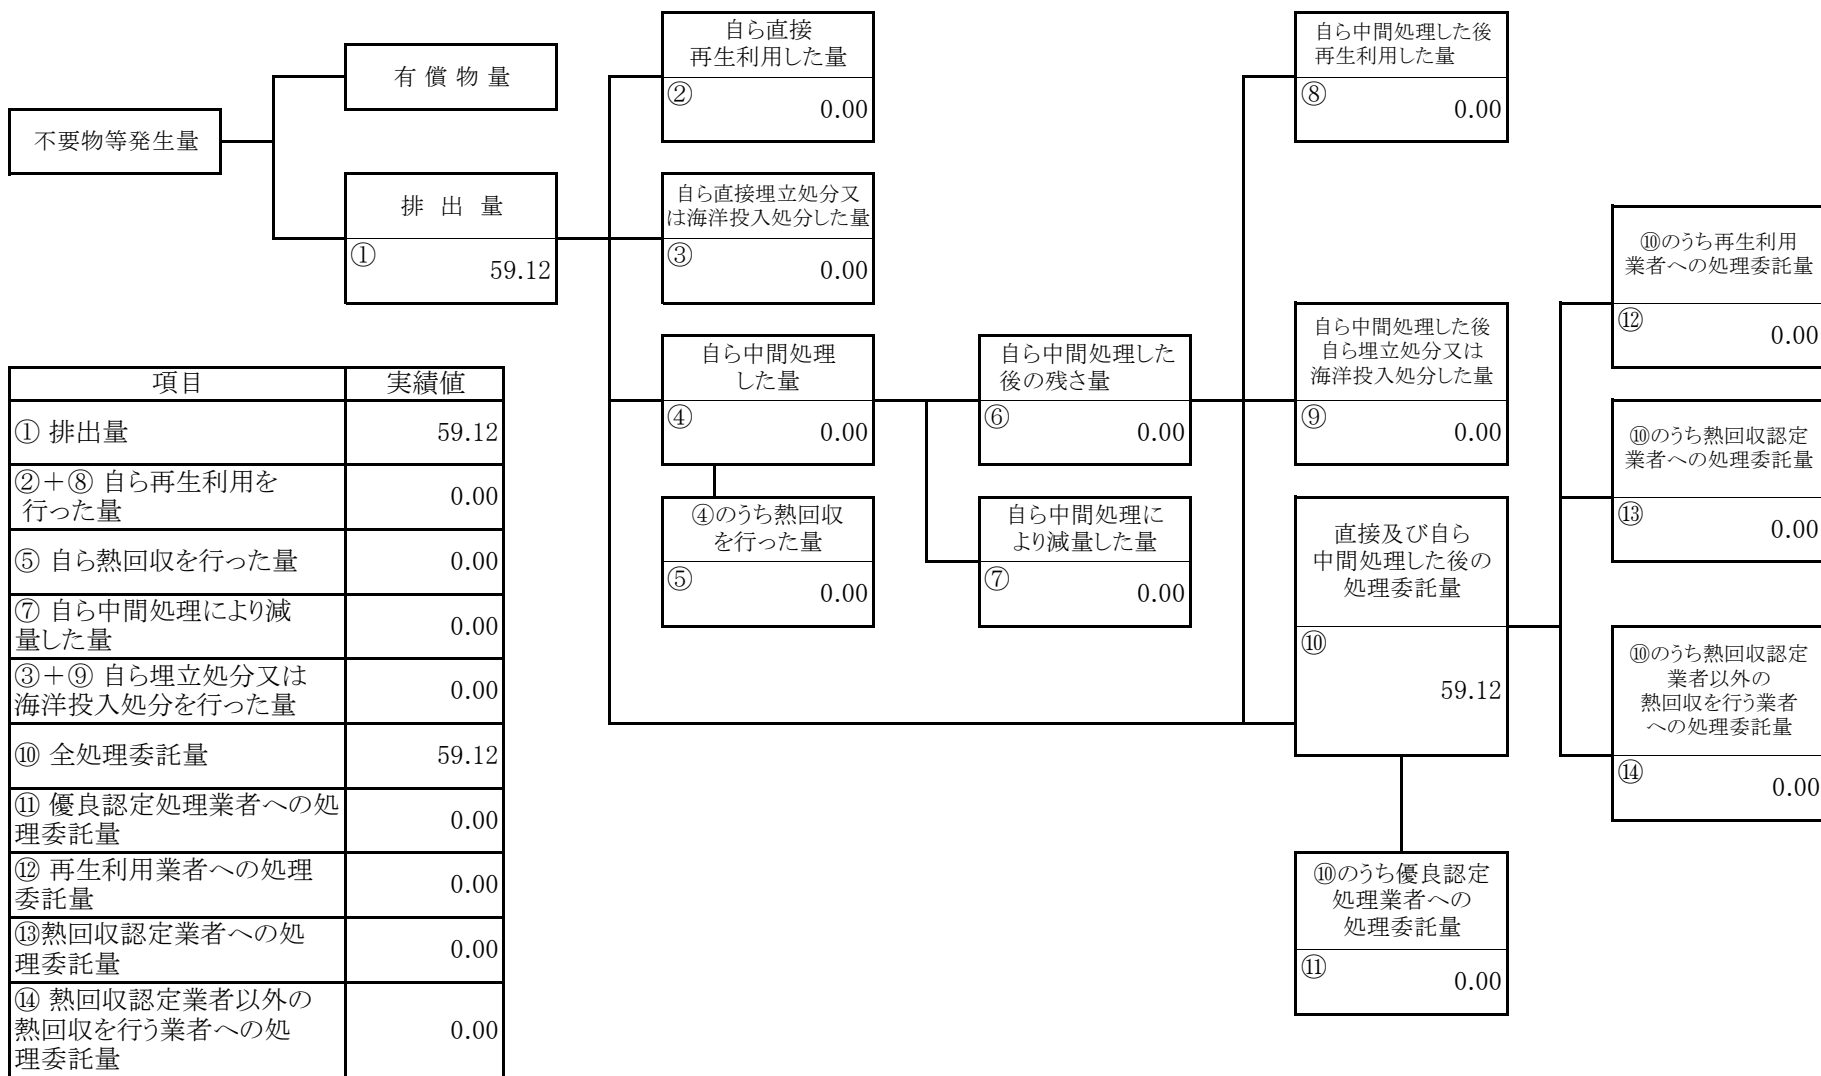 不要物等発生量
有 償 物 量
排 出 量
①
59.12
自ら直接
再生利用した量
②
0.00
自ら直接埋立処分又
は海洋投入処分した量
③
0.00
自ら中間処理
した量
④
0.00
④のうち熱回収
を行った量
⑤
0.00
自ら中間処理した
後の残さ量
⑥
0.00
自ら中間処理に
より減量した量
⑦
0.00
自ら中間処理した後
再生利用した量
⑧
0.00
自ら中間処理した後
自ら埋立処分又は
海洋投入処分した量
⑨
0.00
直接及び自ら
中間処理した後の
処理委託量
⑩
59.12
⑩のうち優良認定
処理業者への
処理委託量
⑪
0.00
⑩のうち再生利用
業者への処理委託量
⑫
0.00
⑩のうち熱回収認定
業者への処理委託量
⑬
0.00
⑩のうち熱回収認定
業者以外の
熱回収を行う業者
への処理委託量
⑭
0.00
項目 実績値
① 排出量 59.12
②＋⑧ 自ら再生利用を
行った量 0.00
⑤ 自ら熱回収を行った量 0.00
⑦ 自ら中間処理により減
量した量 0.00
③＋⑨ 自ら埋立処分又は
海洋投入処分を行った量 0.00
⑩ 全処理委託量 59.12
⑪ 優良認定処理業者への処
理委託量 0.00
⑫ 再生利用業者への処理
委託量 0.00
⑬熱回収認定業者への処
理委託量 0.00
⑭ 熱回収認定業者以外の
熱回収を行う業者への処
理委託量 0.00